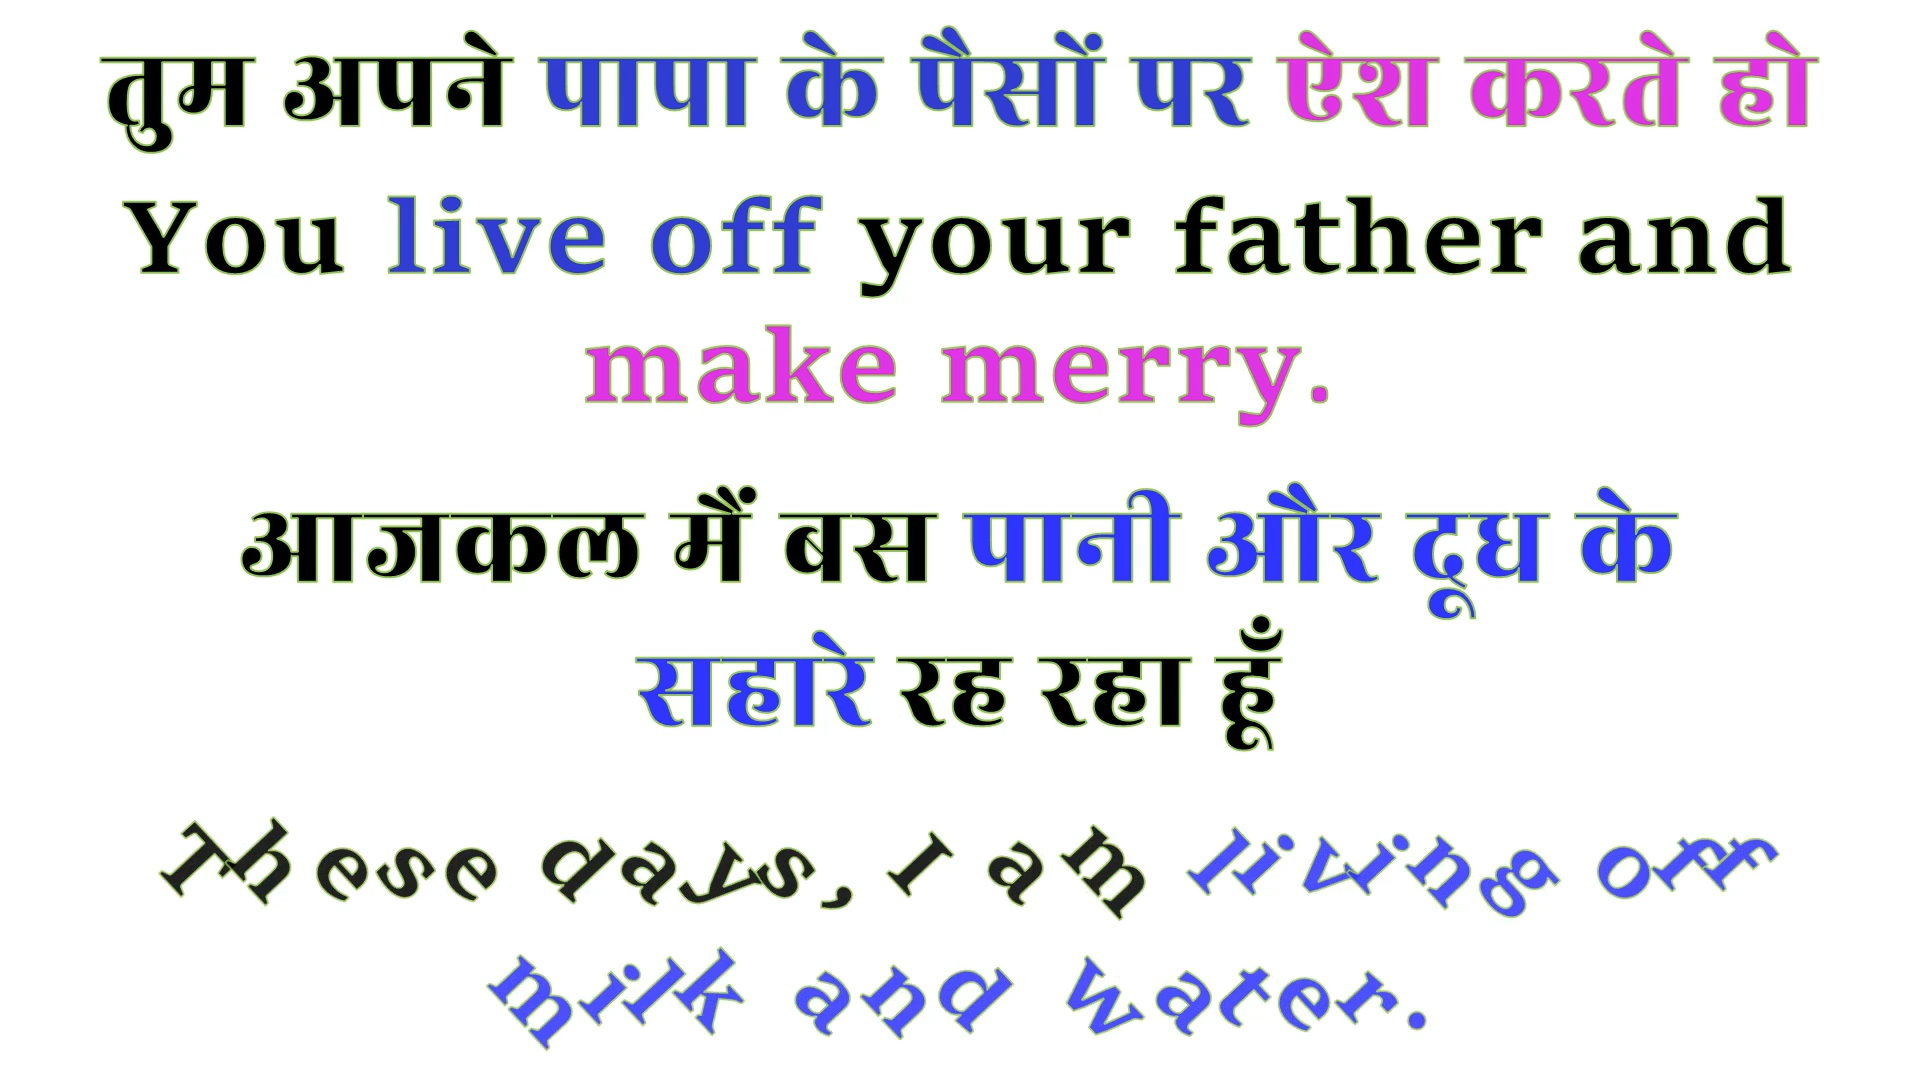 तुम अपने पापा के पैसों पर ऐश करते हो
You live off your father and
make merry.
आजकल मैं बस पानी और दूध के
सहारे रह रहा हूँ
These days, I am living off
milk and water.